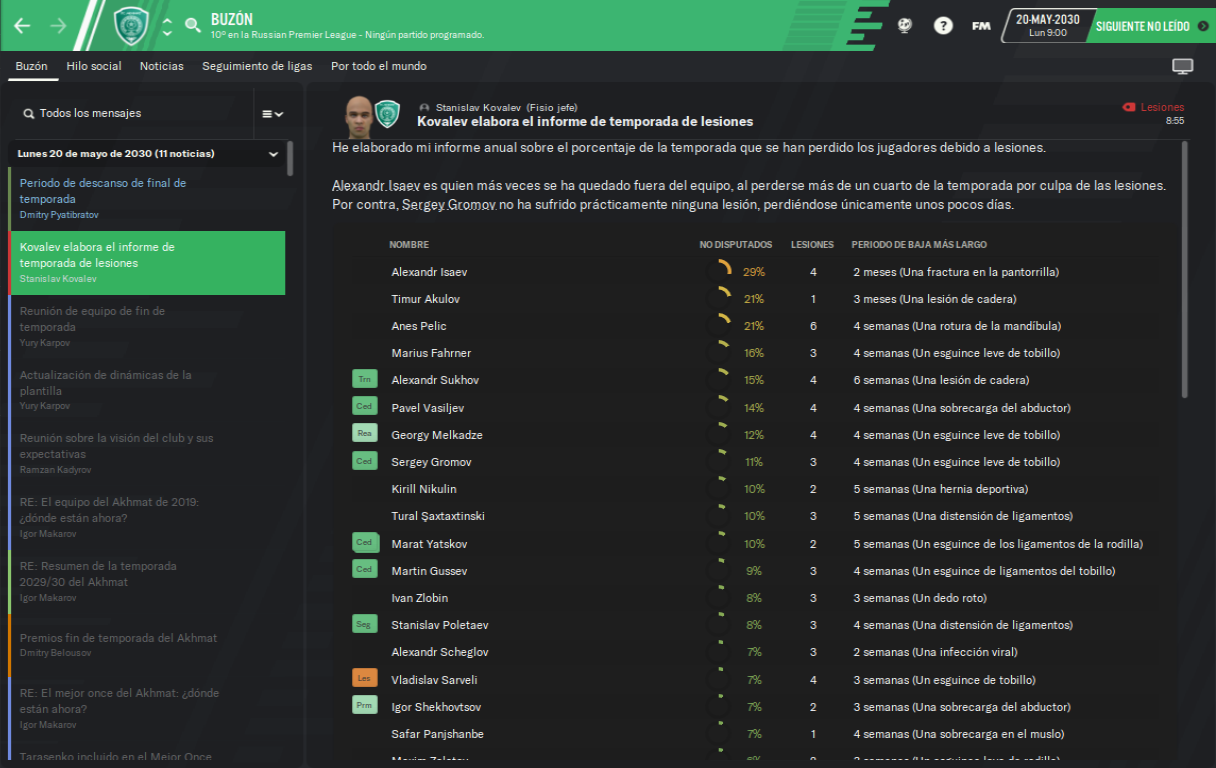 BUZÓN
10º en la Russian Premier League - Ningún partido programado.
?
FM
20-MAY-2030
Lun 9:00
SIGUIENTE NO LEÍDO
Buzón Hilo social Noticias Seguimiento de ligas Por todo el mundo
Todos los mensajes
Lunes 20 de mayo de 2030 (11 noticias)
Periodo de descanso de final de
temporada
Dmitry Pyatibratov
Kovalev elabora el informe de
temporada de lesiones
Stanislav Kovalev
Reunión de equipo de fin de
temporada
Yury Karpov
Actualización de dinámicas de la
plantilla
Yury Karpov
Reunión sobre la visión del club y sus
expectativas
Ramzan Kadyrov
RE: El equipo del Akhmat de 2019:
¿dónde están ahora?
Igor Makarov
RE: Resumen de la temporada
2029/30 del Akhmat
Igor Makarov
Premios fin de temporada del Akhmat
Dmitry Belousov
RE: El mejor once del Akhmat: ¿dónde
están ahora?
Igor Makarov
Tarasenko incluido en el Mejor Once
Stanislav Kovalev (Fisio jefe)
Kovalev elabora el informe de temporada de lesiones
Lesiones
8:55
He elaborado mi informe anual sobre el porcentaje de la temporada que se han perdido los jugadores debido a lesiones.
Alexandr Isaev es quien más veces se ha quedado fuera del equipo, al perderse más de un cuarto de la temporada por culpa de las lesiones.
Por contra, Sergey Gromov no ha sufrido prácticamente ninguna lesión, perdiéndose únicamente unos pocos días.
NOMBRE NO DISPUTADOS LESIONES PERIODO DE BAJA MÁS LARGO
Alexandr Isaev 29% 4 2 meses (Una fractura en la pantorrilla)
Timur Akulov 21% 1 3 meses (Una lesión de cadera)
Anes Pelic 21% 6 4 semanas (Una rotura de la mandíbula)
Marius Fahrner 16% 3 4 semanas (Un esguince leve de tobillo)
Trn Alexandr Sukhov 15% 4 6 semanas (Una lesión de cadera)
Ced Pavel Vasiljev 14% 4 4 semanas (Una sobrecarga del abductor)
Rea Georgy Melkadze 12% 4 4 semanas (Un esguince leve de tobillo)
Ced Sergey Gromov 11% 3 4 semanas (Un esguince leve de tobillo)
Kirill Nikulin 10% 2 5 semanas (Una hernia deportiva)
Tural Şaxtaxtinski 10% 3 5 semanas (Una distensión de ligamentos)
Ced Marat Yatskov 10% 2 5 semanas (Un esguince de los ligamentos de la rodilla)
Ced Martin Gussev 9% 3 4 semanas (Un esguince de ligamentos del tobillo)
Ivan Zlobin 8% 3 3 semanas (Un dedo roto)
Seg Stanislav Poletaev 8% 3 4 semanas (Una distensión de ligamentos)
Alexandr Scheglov 7% 3 2 semanas (Una infección viral)
Les Vladislav Sarveli 7% 4 3 semanas (Un esguince de tobillo)
Prm Igor Shekhovtsov 7% 2 3 semanas (Una sobrecarga del abductor)
Safar Panjshanbe 7% 1 4 semanas (Una sobrecarga en el muslo)